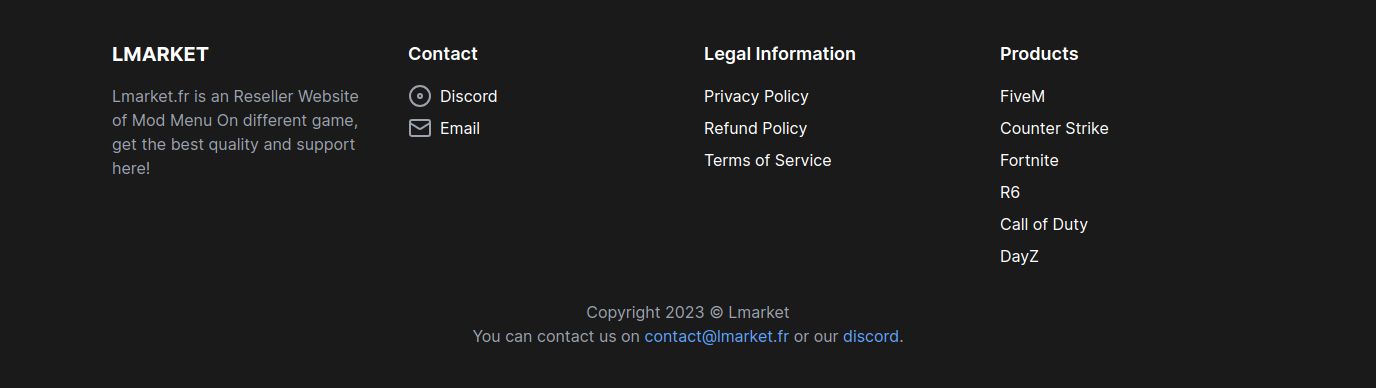 LMARKET
Lmarket.fr is an Reseller Website
of Mod Menu On different game,
get the best quality and support
here!
Contact
Discord
Email
Legal Information
Privacy Policy
Refund Policy
Terms of Service
Products
FiveM
Counter Strike
Fortnite
R6
Call of Duty
DayZ
Copyright 2023 © Lmarket
You can contact us on contact@lmarket.fr or our discord.